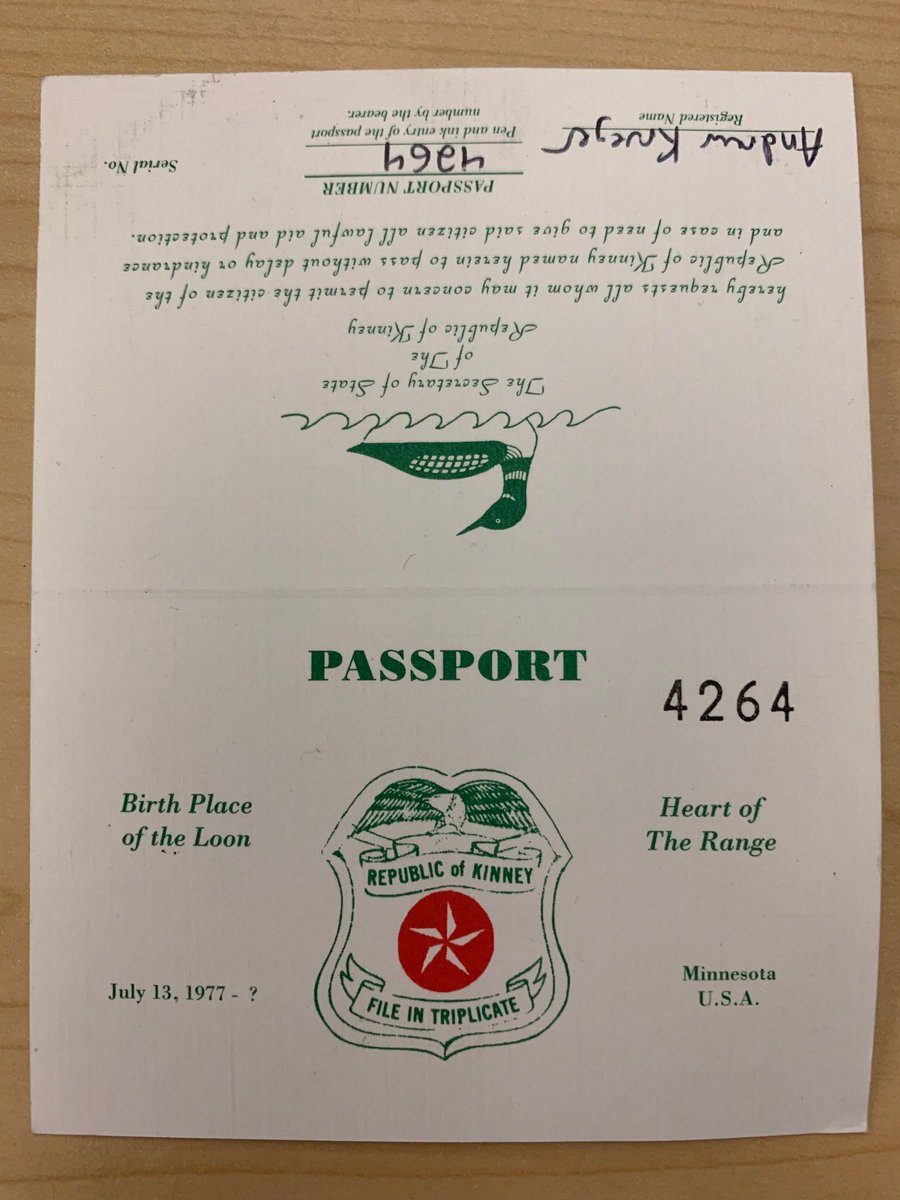 PASSPORT
4264
Birth Place
of the Loon
Heart of
The Range
REPUBLIC of KINNEY
FILE IN TRIPLICATE
July 13, 1977 - ?
Minnesota
U.S.A.
The Secretary of State
of The
Republic of Kinney
hereby requests all whom it may concern to permit the citizen of the
Republic of Kinney named herein to pass without delay or hindrance
and in case of need to give said citizen all lawful aid and protection.
PASSPORT NUMBER
4264
Pen and ink entry of the passport
number by the bearer.
Serial No.
Andrew Krueger
Registered Name